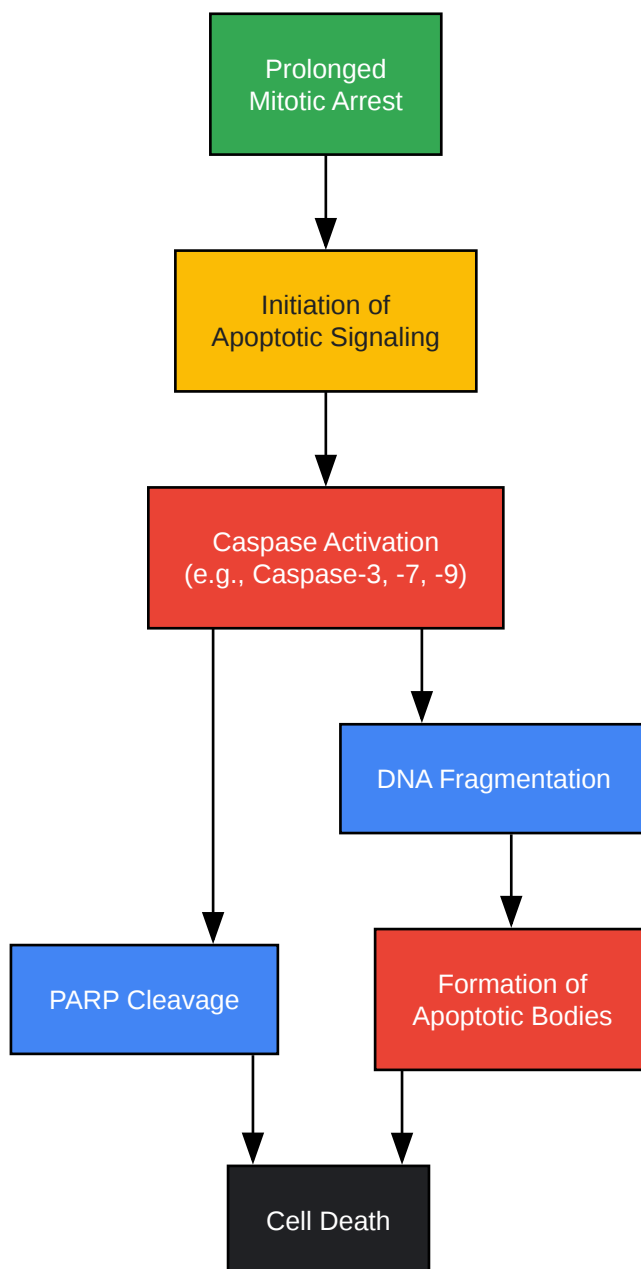 Prolonged
Mitotic Arrest
Initiation of
Apoptotic Signaling
Caspase Activation
(e.g., Caspase-3, -7, -9)
DNA Fragmentation
PARP Cleavage
Formation of
Apoptotic Bodies
Cell Death